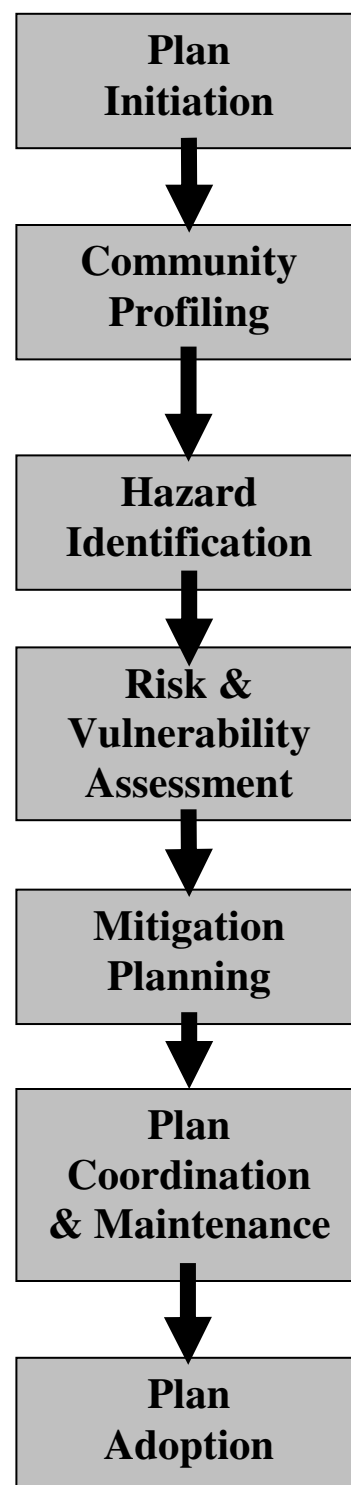 Plan
Initiation
Community
Profiling
Hazard
Identification
Risk &
Vulnerability
Assessment
Mitigation
Planning
Plan
Coordination
& Maintenance
Plan
Adoption